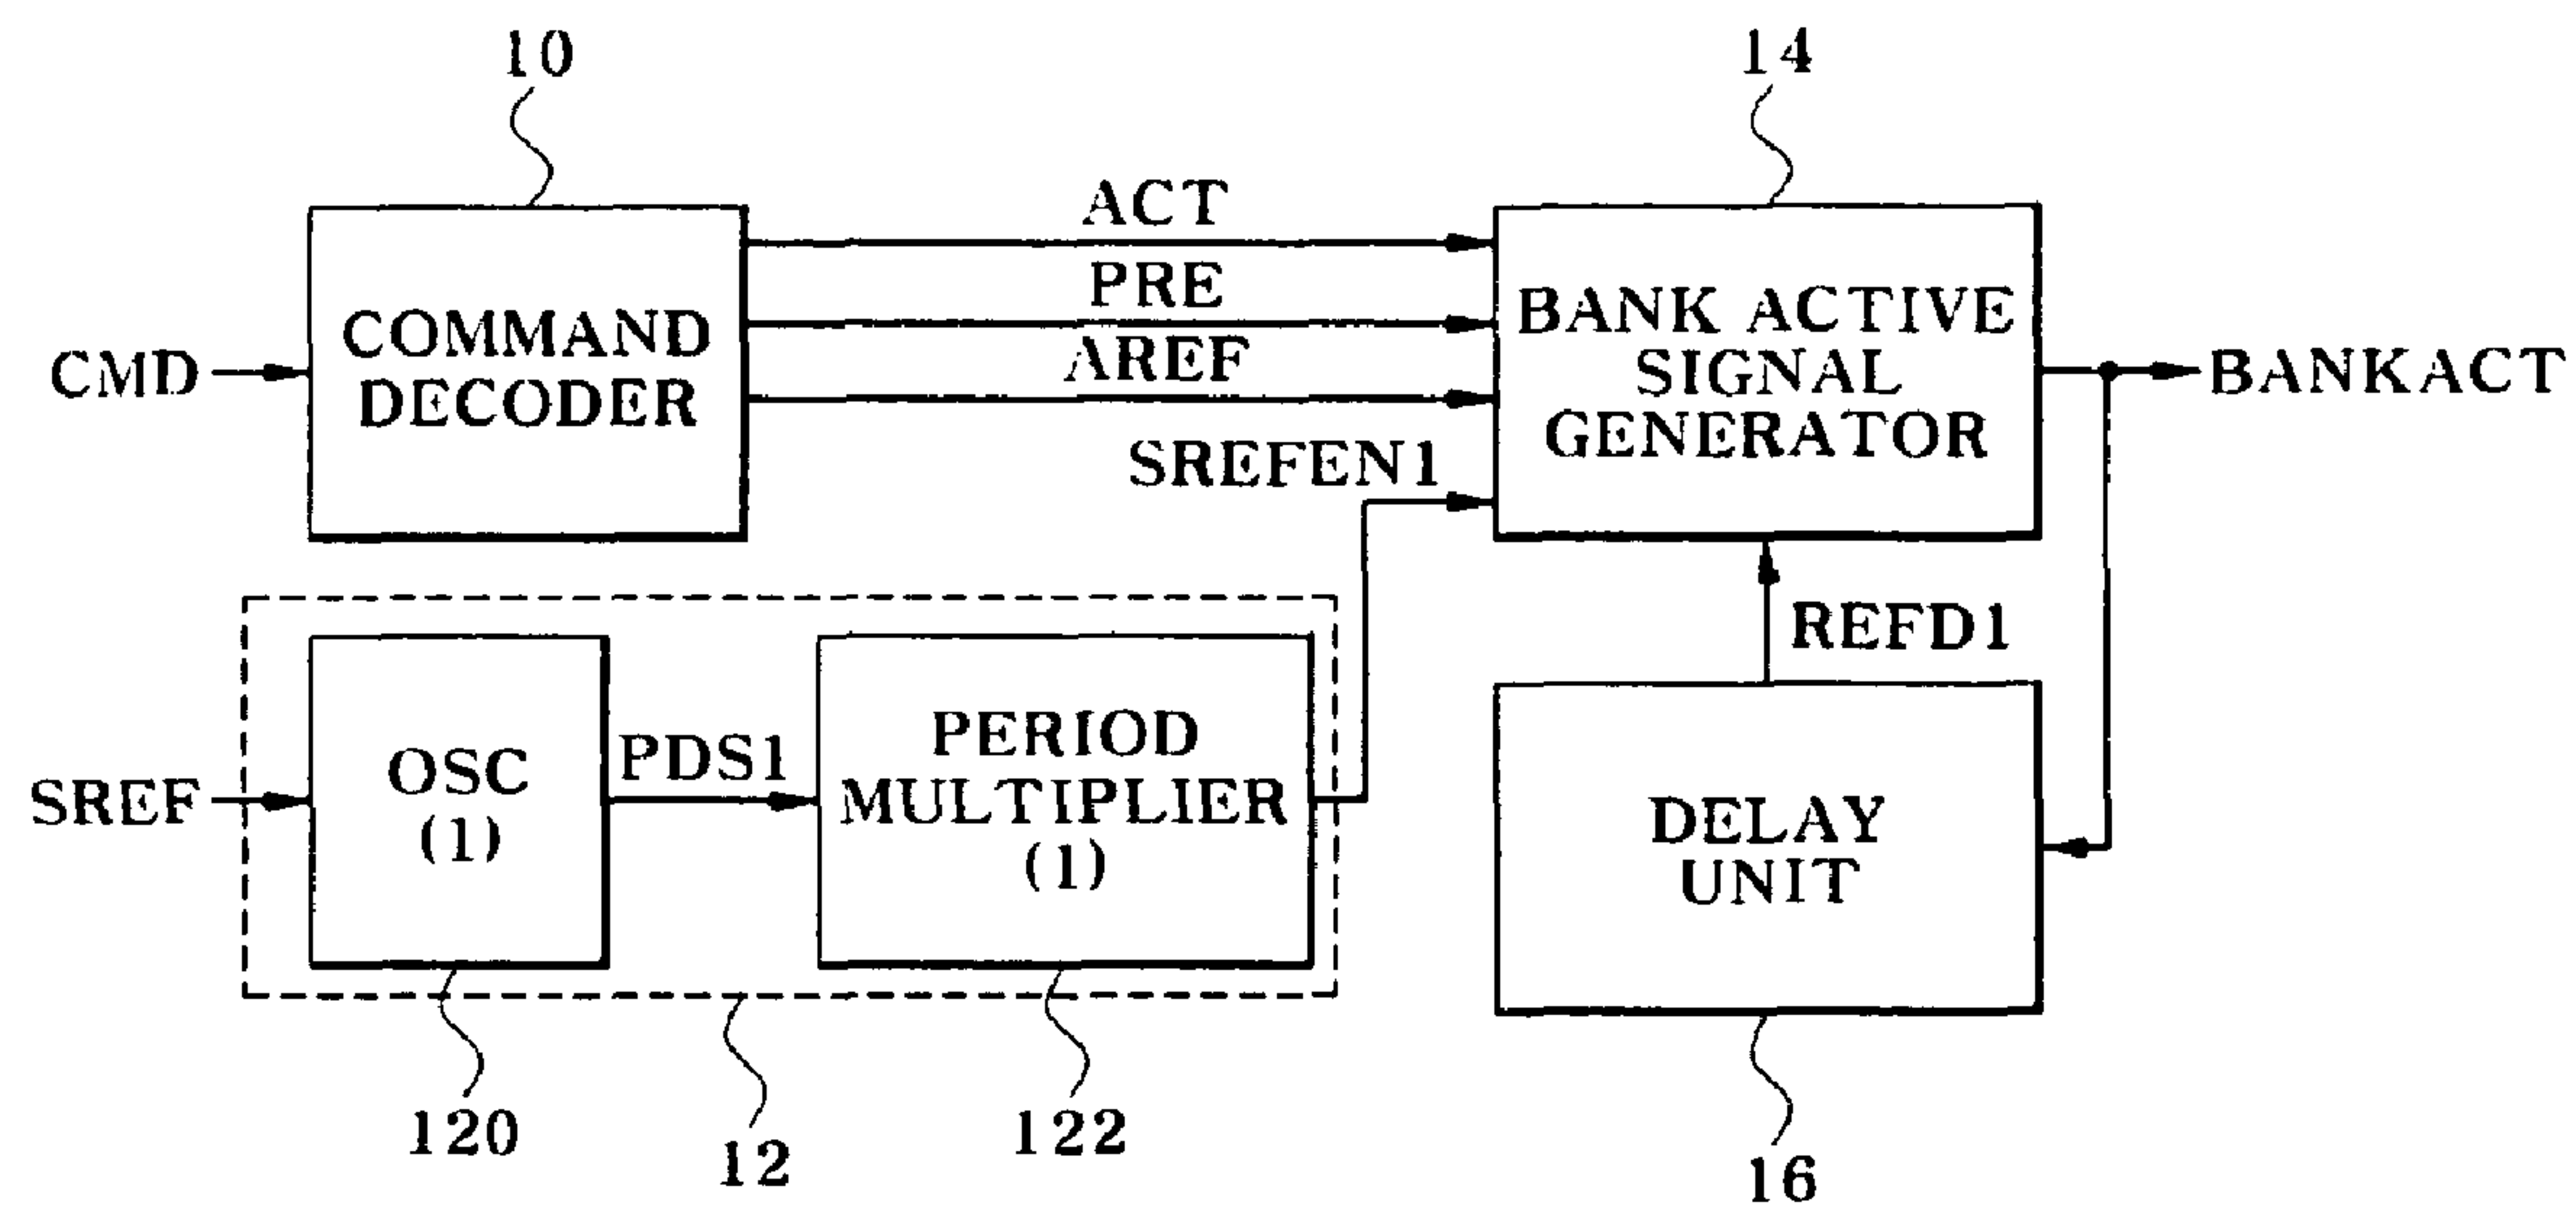 10
14
ACT
PRE
AREF
SREFEN1
CMD
COMMAND
DECODER
BANK ACTIVE
SIGNAL
GENERATOR
BANKACT
REFD1
SREF
OSC
(1)
PDS1
PERIOD
MULTIPLIER
(1)
DELAY
UNIT
120
12
122
16